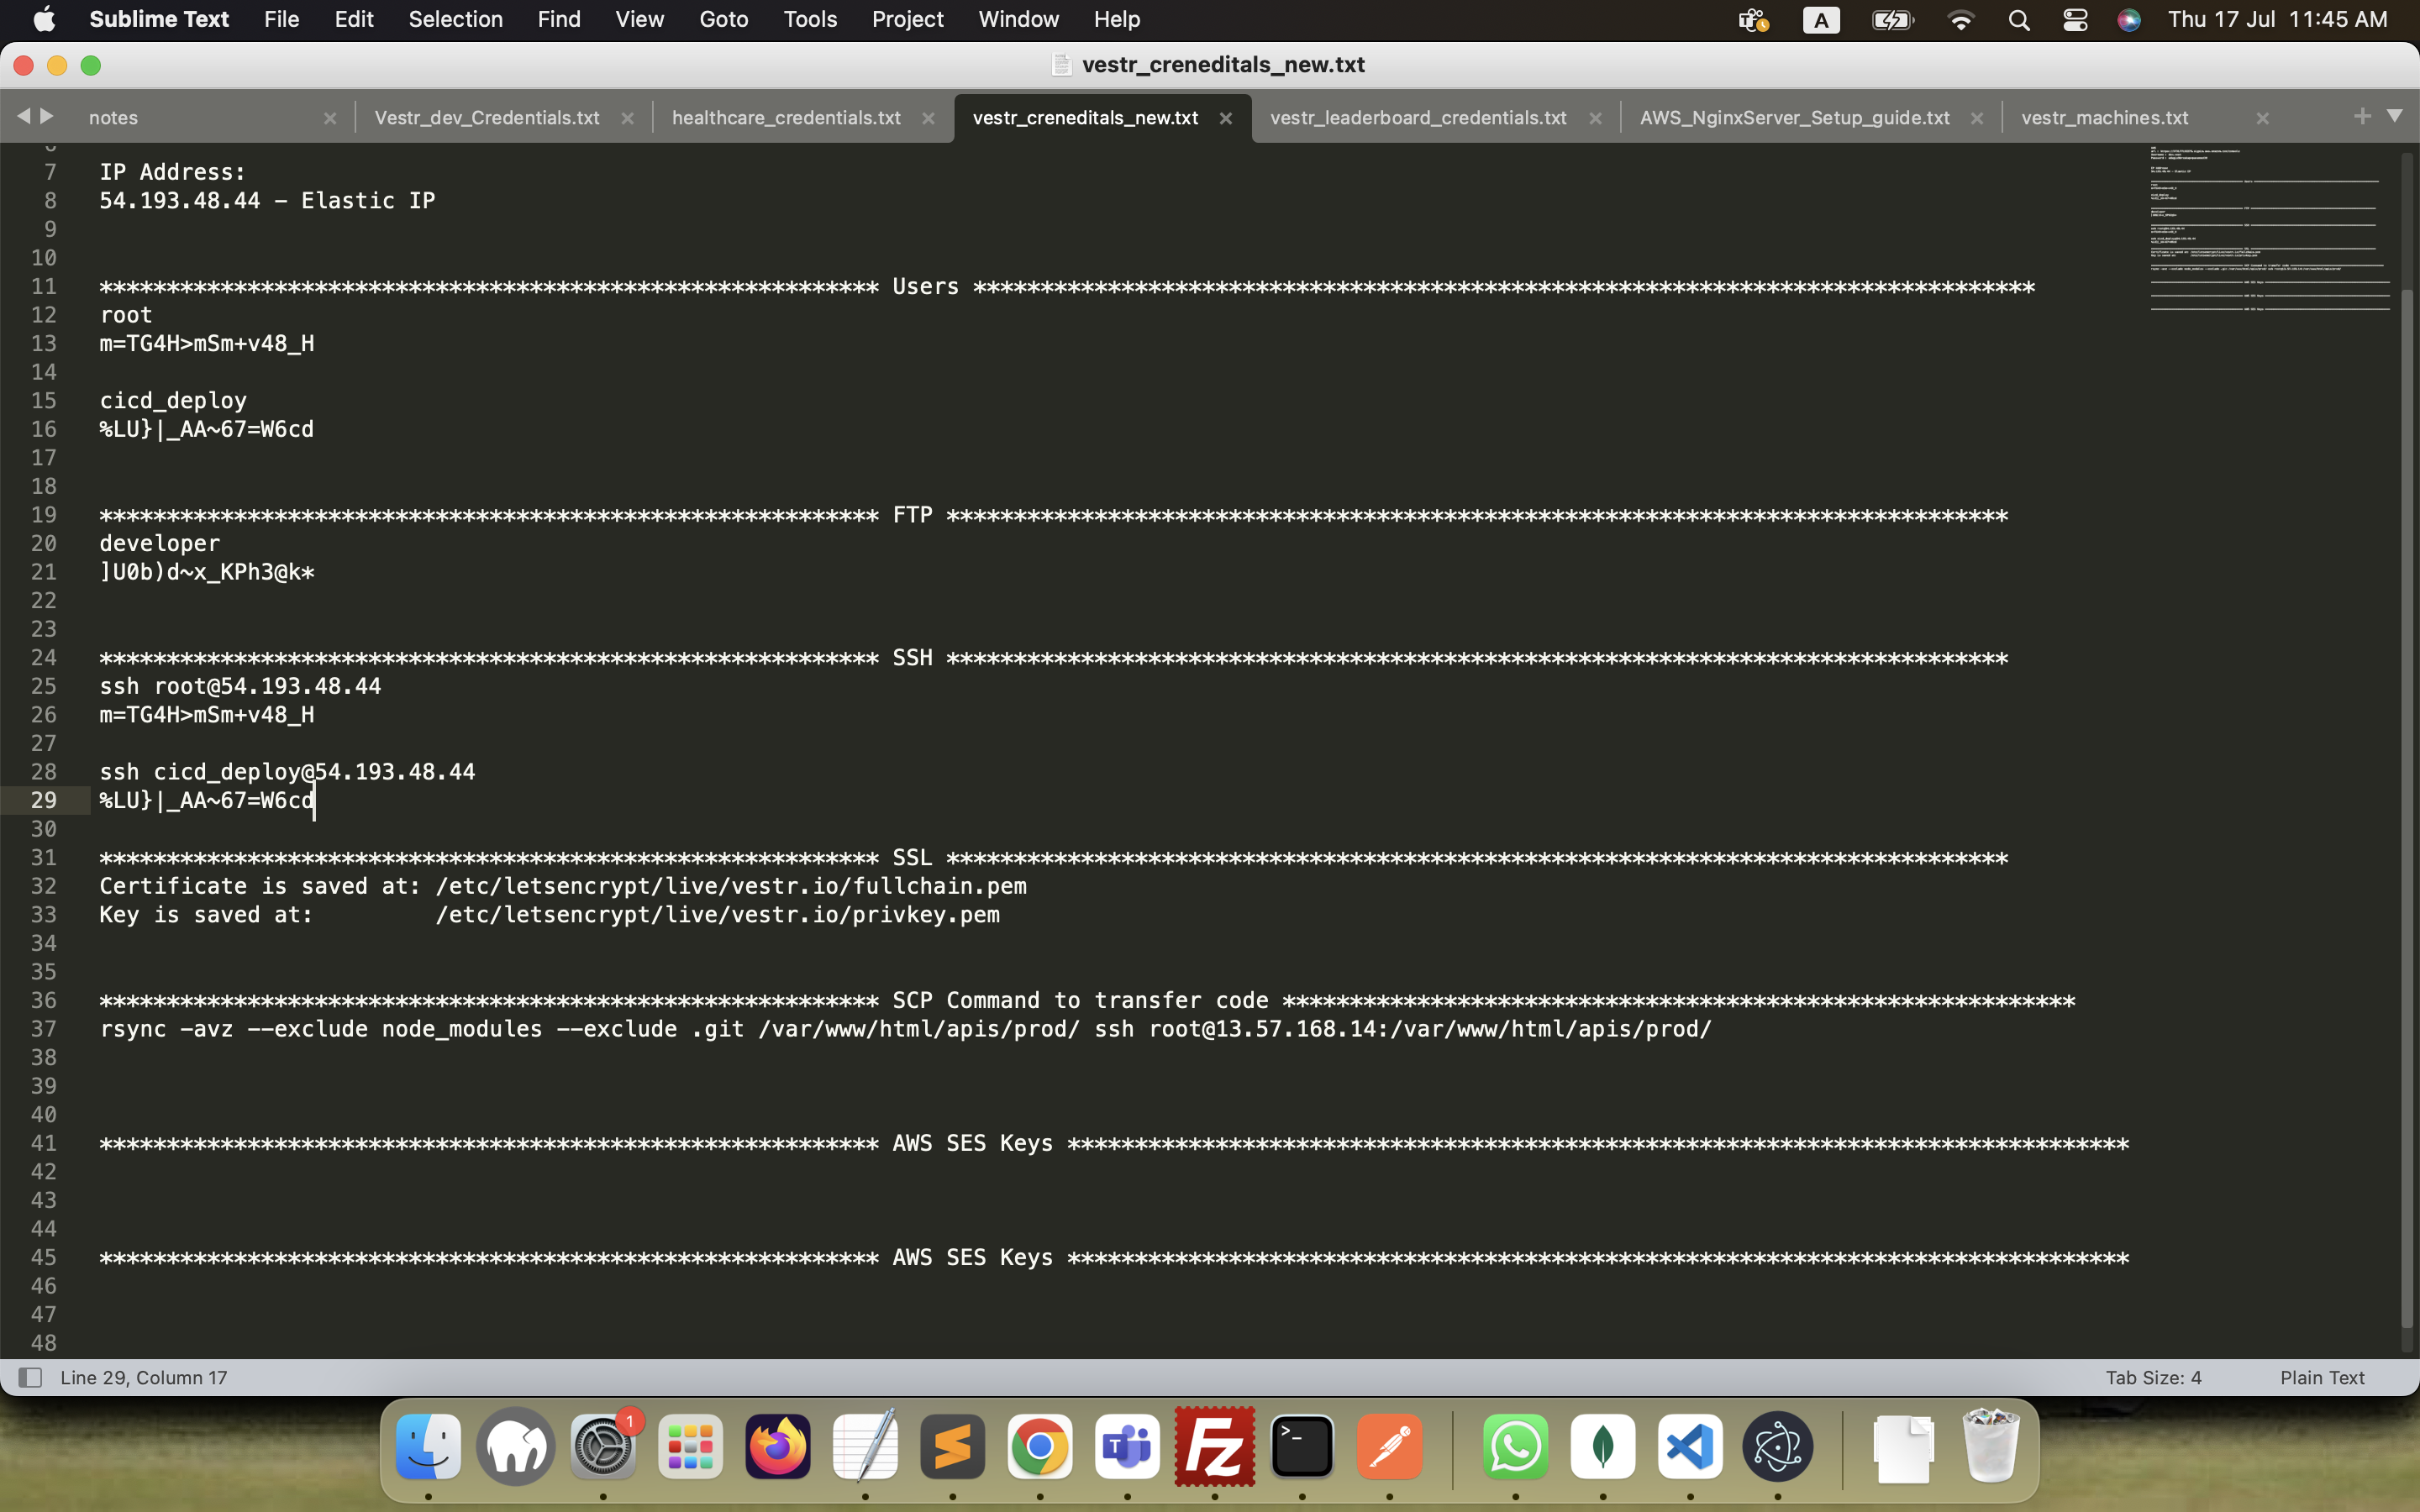 Sublime Text File Edit Selection Find View Goto Tools Project Window Help A Thu 17 Jul 11:45 AM
vestr_creneditals_new.txt
notes Vestr_dev_Credentials.txt healthcare_credentials.txt vestr_creneditals_new.txt vestr_leaderboard_credentials.txt AWS_NginxServer_Setup_guide.txt vestr_machines.txt
7 IP Address:
8 54.193.48.44 - Elastic IP
9
10
11 ********************************************************** Users *******************************************************************************
12 root
13 m=TG4H>mSm+v48_H
14
15 cicd_deploy
16 %LU}|_AA~67=W6cd
17
18
19 ********************************************************** FTP *******************************************************************************
20 developer
21 ]U0b)d~x_KPh3@k*
22
23
24 ********************************************************** SSH *******************************************************************************
25 ssh root@54.193.48.44
26 m=TG4H>mSm+v48_H
27
28 ssh cicd_deploy@54.193.48.44
29 %LU}|_AA~67=W6cd
30
31 ********************************************************** SSL *******************************************************************************
32 Certificate is saved at: /etc/letsencrypt/live/vestr.io/fullchain.pem
33 Key is saved at:         /etc/letsencrypt/live/vestr.io/privkey.pem
34
35
36 ********************************************************** SCP Command to transfer code ***********************************************************
37 rsync -avz --exclude node_modules --exclude .git /var/www/html/apis/prod/ ssh root@13.57.168.14:/var/www/html/apis/prod/
38
39
40
41 ********************************************************** AWS SES Keys *******************************************************************************
42
43
44
45 ********************************************************** AWS SES Keys *******************************************************************************
46
47
48
Line 29, Column 17 Tab Size: 4 Plain Text
1